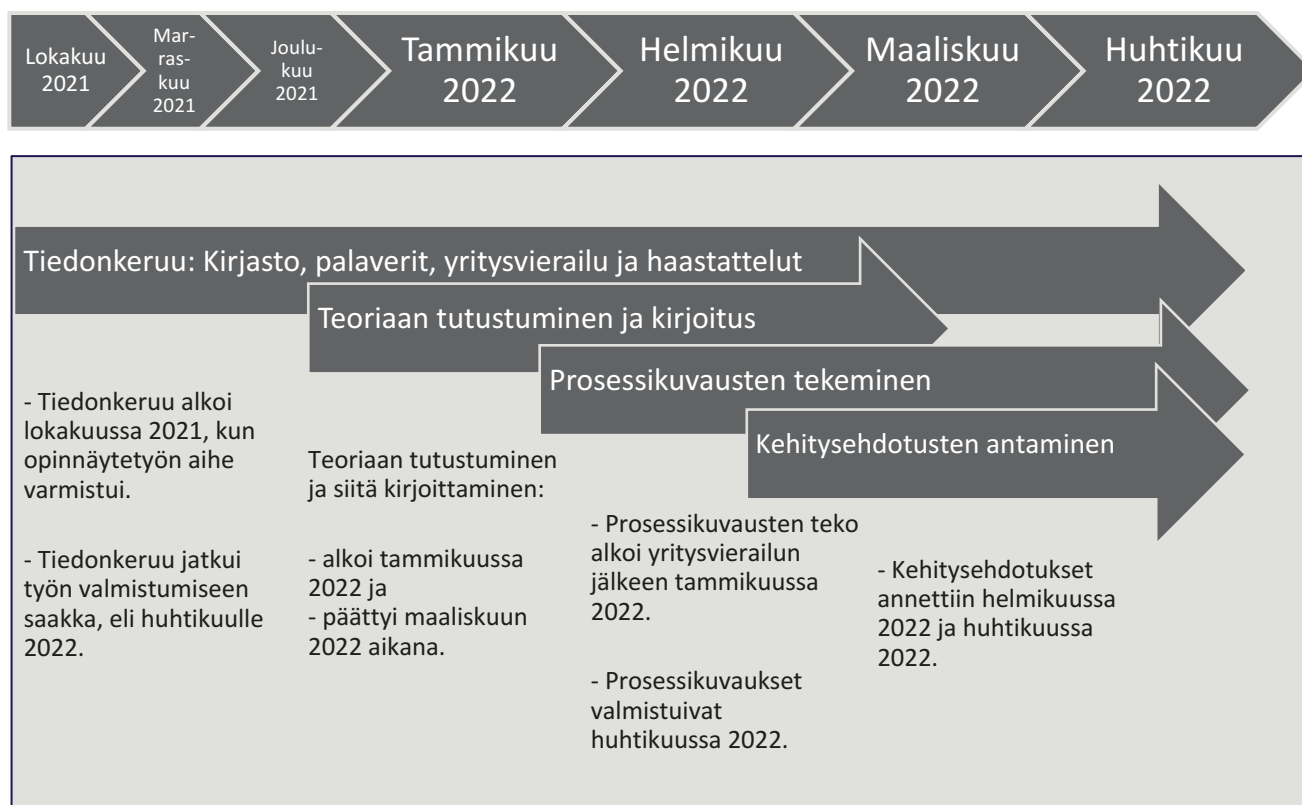 Lokakuu
2021
Mar-
ras-
kuu
2021
Joulu-
kuu
2021
Tammikuu
2022
Helmikuu
2022
Maaliskuu
2022
Huhtikuu
2022
Tiedonkeruu: Kirjasto, palaverit, yritysvierailu ja haastattelut
Teoriaan tutustuminen ja kirjoitus
Prosessikuvausten tekeminen
Kehitysehdotusten antaminen
- Tiedonkeruu alkoi
lokakuussa 2021, kun
opinnäytetyön aihe
varmistui.
- Tiedonkeruu jatkui
työn valmistumiseen
saakka, eli huhtikuulle
2022.
Teoriaan tutustuminen
ja siitä kirjoittaminen:
- alkoi tammikuussa
2022 ja
- päättyi maaliskuun
2022 aikana.
- Prosessikuvausten teko
alkoi yritysvierailun
jälkeen tammikuussa
2022.
- Prosessikuvaukset
valmistuivat
huhtikuussa 2022.
- Kehitysehdotukset
annettiin helmikuussa
2022 ja huhtikuussa
2022.